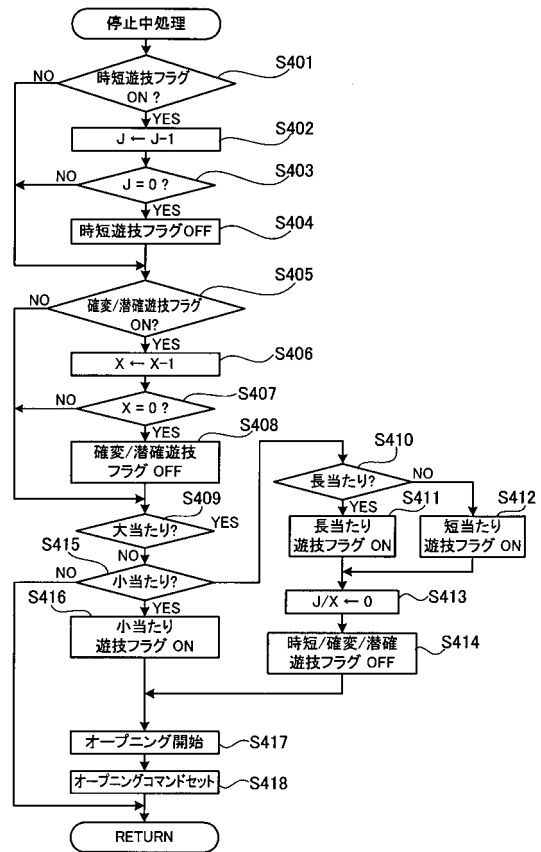 停止中処理
時短遊技フラグ
ON ?
S401
NO
YES
J ← J-1
S402
J = 0 ?
S403
NO
YES
時短遊技フラグOFF
S404
確変/潜確遊技フラグ
ON?
S405
NO
YES
X ← X-1
S406
X = 0 ?
S407
NO
YES
確変/潜確遊技
フラグ OFF
S408
大当たり?
S409
YES
NO
長当たり?
S410
NO
YES
長当たり
遊技フラグ ON
S411
短当たり
遊技フラグ ON
S412
J/X ← 0
S413
時短/確変/潜確
遊技フラグ OFF
S414
小当たり?
S415
NO
YES
小当たり
遊技フラグ ON
S416
オープニング開始
S417
オープニングコマンドセット
S418
RETURN